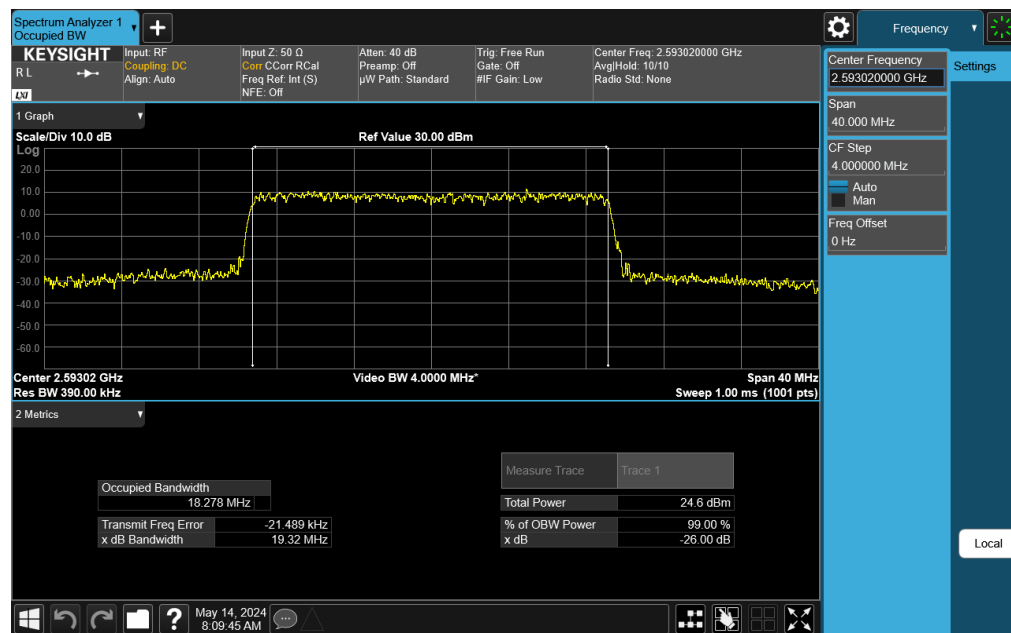 Spectrum Analyzer 1
Occupied BW
Frequency
KEYSIGHT
R L
LXI
Input: RF
Coupling: DC
Align: Auto
Input Z: 50 Ω
Corr CCorr RCal
Freq Ref: Int (S)
NFE: Off
Atten: 40 dB
Preamp: Off
µW Path: Standard
Trig: Free Run
Gate: Off
#IF Gain: Low
Center Freq: 2.593020000 GHz
Avg|Hold: 10/10
Radio Std: None
Center Frequency
2.593020000 GHz
Settings
Span
40.000 MHz
CF Step
4.000000 MHz
Auto
Man
Freq Offset
0 Hz
Local
1 Graph
Scale/Div 10.0 dB
Ref Value 30.00 dBm
Log
20.0
10.0
0.00
-10.0
-20.0
-30.0
-40.0
-50.0
-60.0
Center 2.59302 GHz
Video BW 4.0000 MHz*
Span 40 MHz
Res BW 390.00 kHz
Sweep 1.00 ms (1001 pts)
2 Metrics
Measure Trace
Trace 1
Occupied Bandwidth
18.278 MHz
Total Power
24.6 dBm
Transmit Freq Error
-21.489 kHz
% of OBW Power
99.00 %
x dB Bandwidth
19.32 MHz
x dB
-26.00 dB
?
May 14, 2024
8:09:45 AM